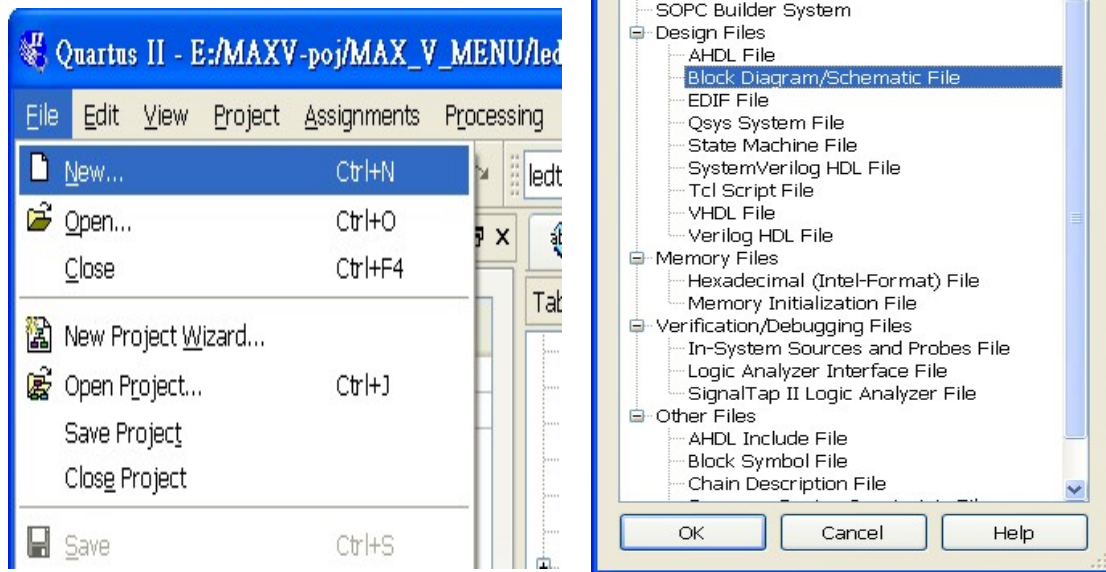 Quartus II - E:/MAXV-poj/MAX_V_MENU/led
File Edit View Project Assignments Processing
New... Ctrl+N
ledt
Open... Ctrl+O
Close Ctrl+F4
Tab
New Project Wizard...
Open Project... Ctrl+J
Save Project
Close Project
Save Ctrl+S
SOPC Builder System
Design Files
AHDL File
Block Diagram/Schematic File
EDIF File
Qsys System File
State Machine File
SystemVerilog HDL File
Tcl Script File
VHDL File
Verilog HDL File
Memory Files
Hexadecimal (Intel-Format) File
Memory Initialization File
Verification/Debugging Files
In-System Sources and Probes File
Logic Analyzer Interface File
SignalTap II Logic Analyzer File
Other Files
AHDL Include File
Block Symbol File
Chain Description File
OK Cancel Help